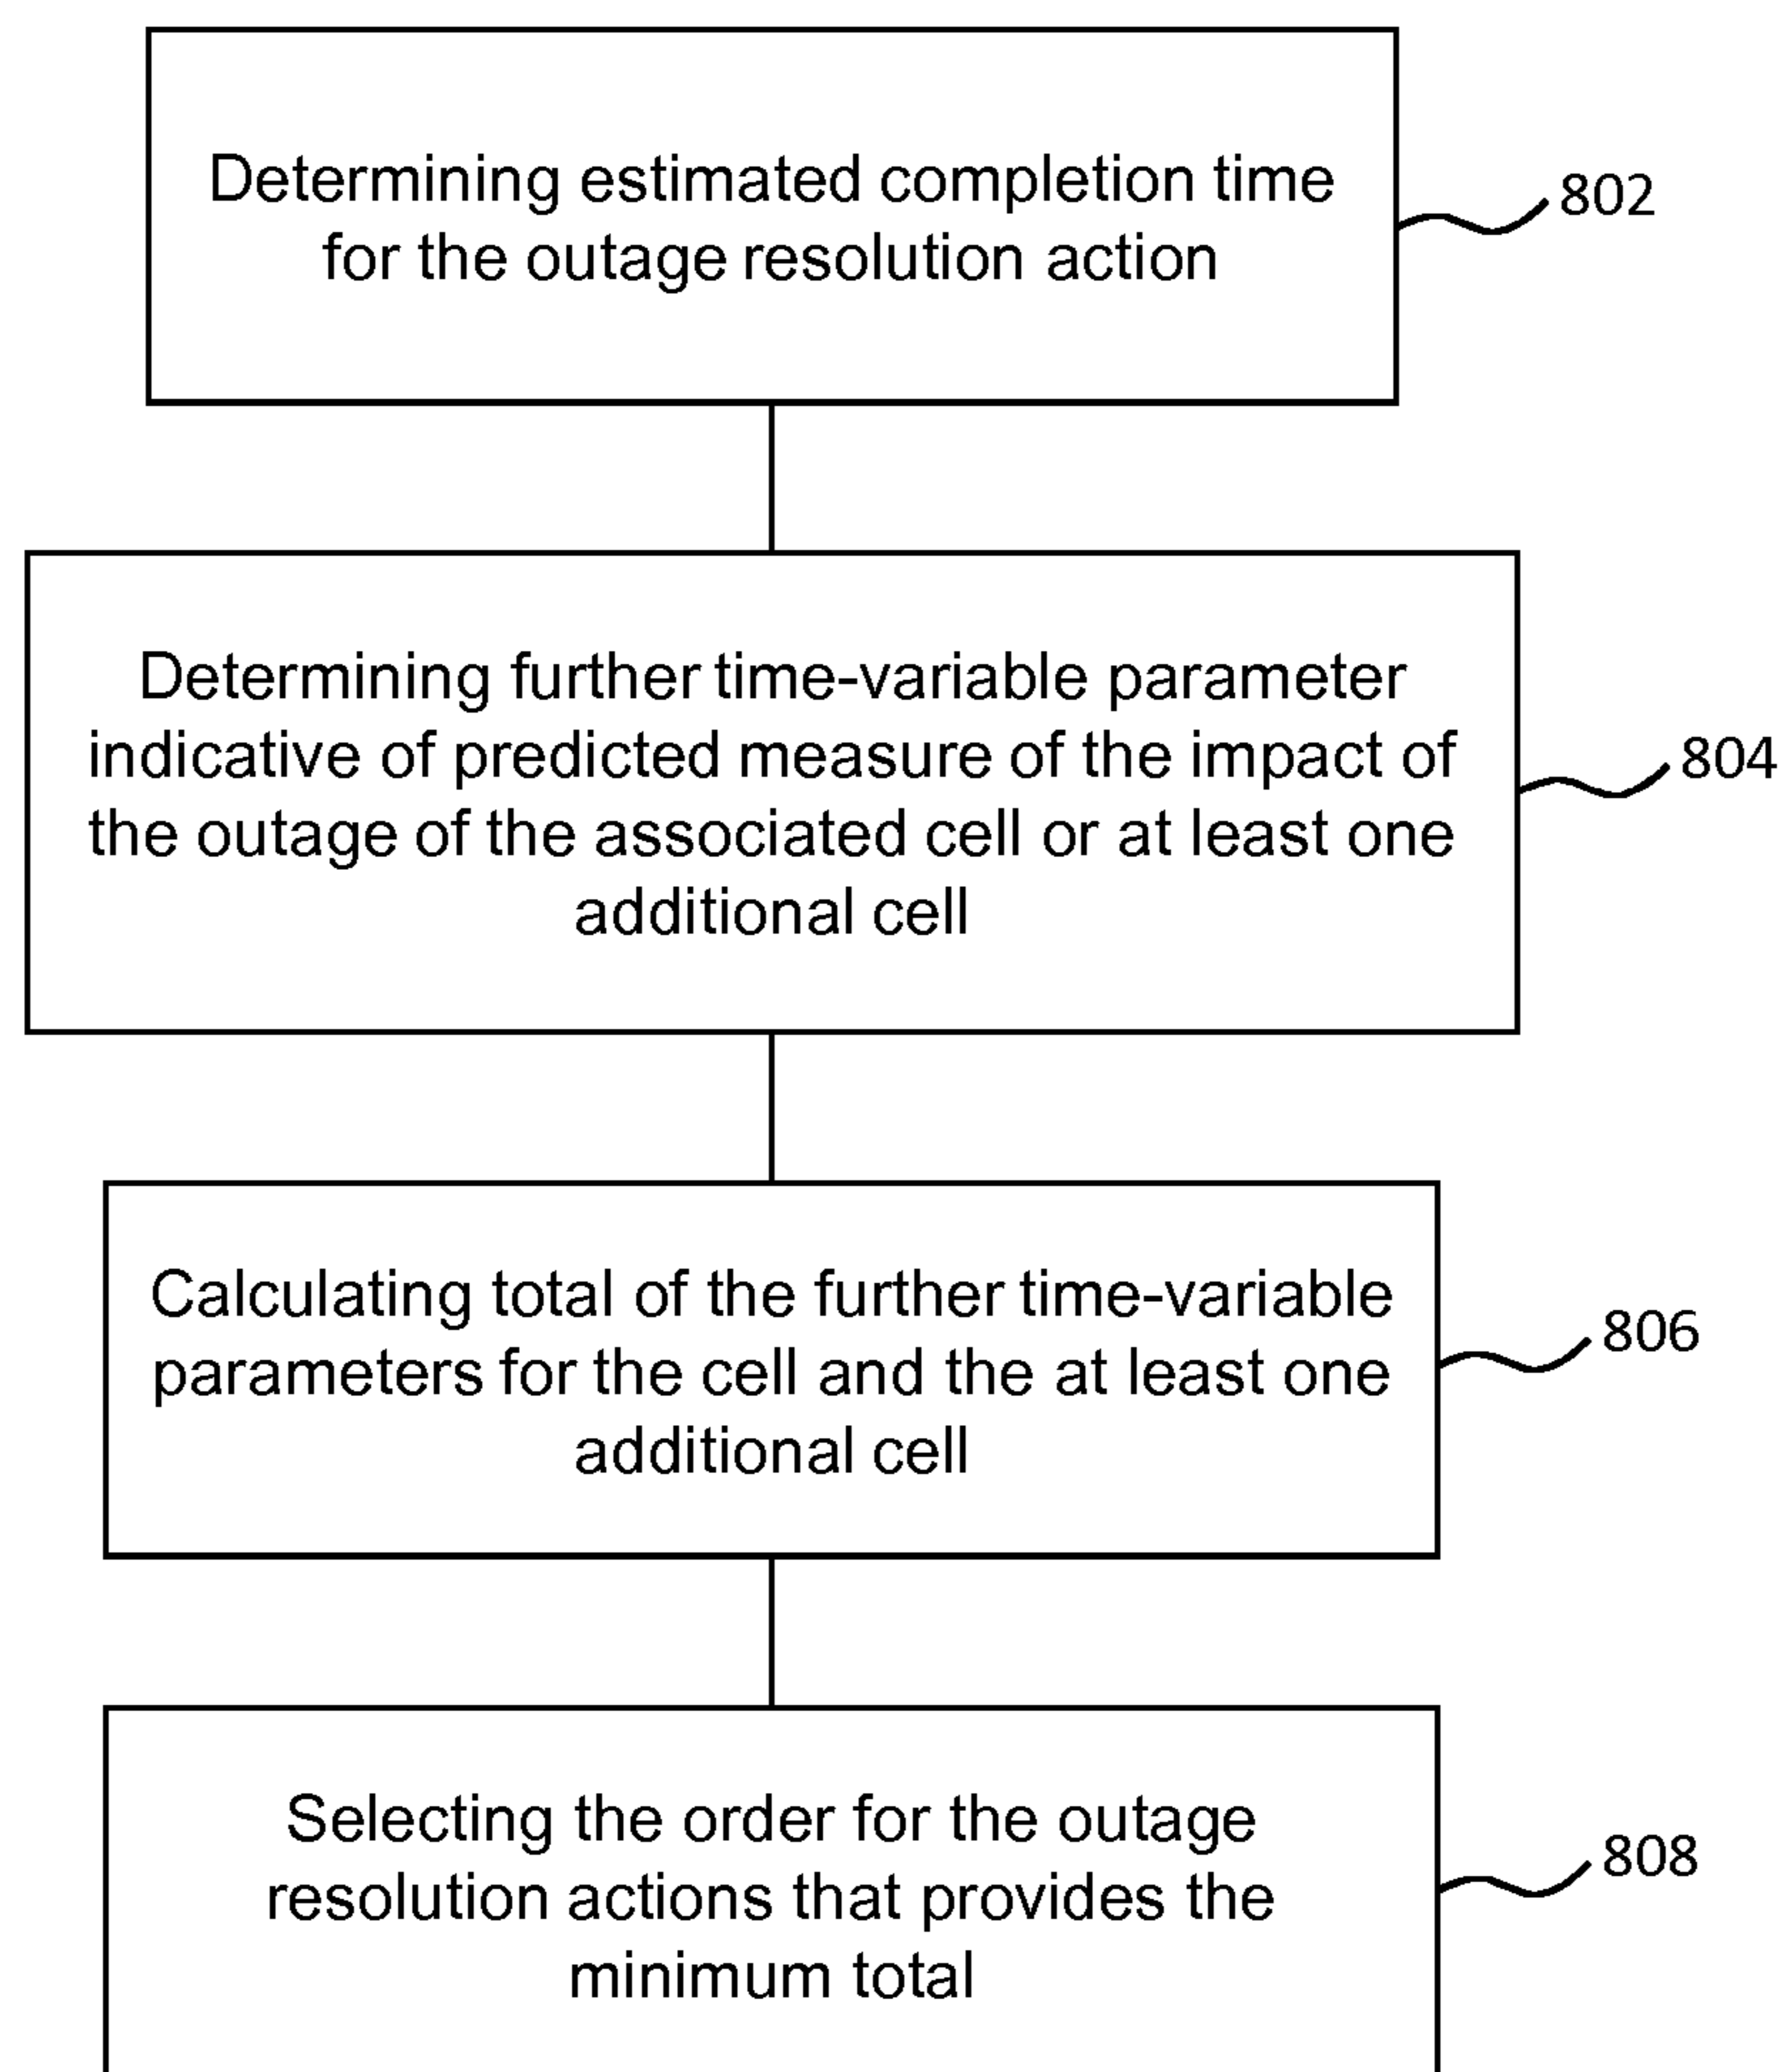 Determining estimated completion time
for the outage resolution action
802
Determining further time-variable parameter
indicative of predicted measure of the impact of
the outage of the associated cell or at least one
additional cell
804
Calculating total of the further time-variable
parameters for the cell and the at least one
additional cell
806
Selecting the order for the outage
resolution actions that provides the
minimum total
808